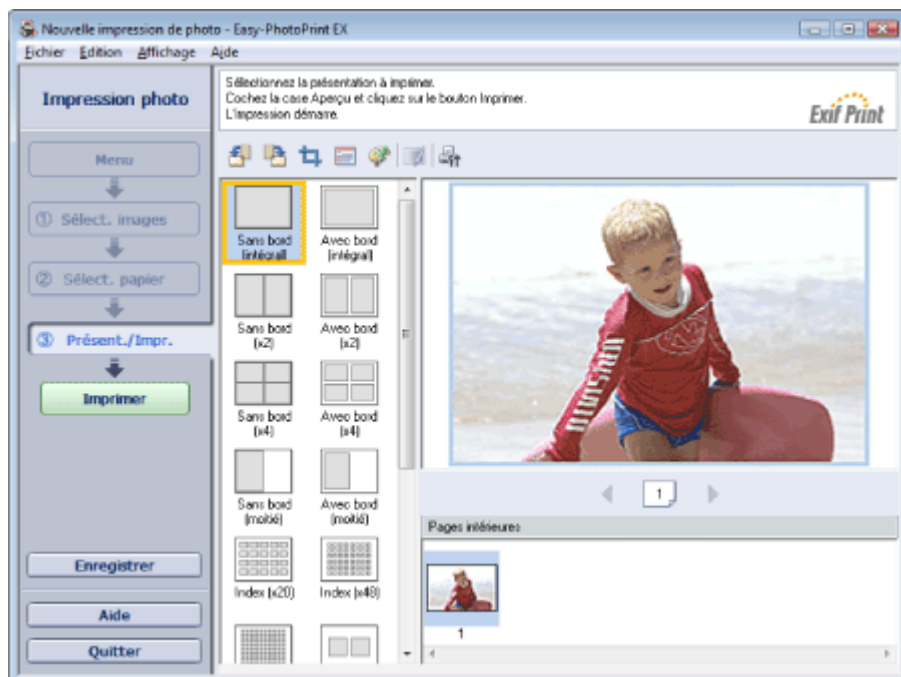 Nouvelle impression de photo - Easy-PhotoPrint EX
Fichier Edition Affichage Aide
Impression photo
Sélectionnez la présentation à imprimer.
Cochez la case Aperçu et cliquez sur le bouton Imprimer.
L'impression démarre.
Exif Print
Menu
① Sélect. images
② Sélect. papier
③ Présent./Impr.
Imprimer
Enregistrer
Aide
Quitter
Sans bord
(intégral)
Avec bord
(intégral)
Sans bord
(x2)
Avec bord
(x2)
Sans bord
(x4)
Avec bord
(x4)
Sans bord
(moitié)
Avec bord
(moitié)
Index (x20)
Index (x48)
1
Pages intérieures
1